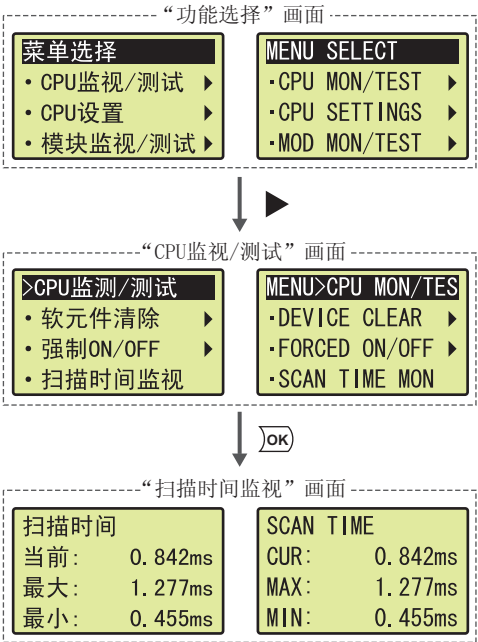 “功能选择”画面
菜单选择
・CPU监视/测试 ▶
・CPU设置 ▶
・模块监视/测试 ▶
MENU SELECT
・CPU MON/TEST ▶
・CPU SETTINGS ▶
・MOD MON/TEST ▶
▶
“CPU监视/测试”画面
>CPU监测/测试
・软元件清除 ▶
・强制ON/OFF ▶
・扫描时间监视
MENU>CPU MON/TES
・DEVICE CLEAR ▶
・FORCED ON/OFF ▶
・SCAN TIME MON
OK
“扫描时间监视”画面
扫描时间
当前: 0.842ms
最大: 1.277ms
最小: 0.455ms
SCAN TIME
CUR: 0.842ms
MAX: 1.277ms
MIN: 0.455ms